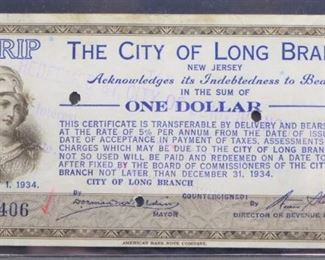 RIP
THE CITY OF LONG BRAN
NEW JERSEY
Acknowledges its Indebtedness to Bea
IN THE SUM OF
ONE DOLLAR
THIS CERTIFICATE IS TRANSFERABLE BY DELIVERY AND BEARS
AT THE RATE OF 5% PER ANNUM FROM THE DATE OF ISSU
DATE OF ACCEPTANCE IN PAYMENT OF TAXES, ASSESSMENTS
CHARGES WHICH MAY BE DUE TO THE CITY OF LONG BRANCH
NOT SO USED WILL BE PAID AND REDEEMED ON A DATE TO
AFTER FIXED BY THE BOARD OF COMMISSIONERS OF THE CITY
BRANCH NOT LATER THAN DECEMBER 31, 1934.
1, 1934.
CITY OF LONG BRANCH
COUNTERSIGNED:
By
By
406
MAYOR
DIRECTOR OF REVENUE
AMERICAN BANK NOTE COMPANY.